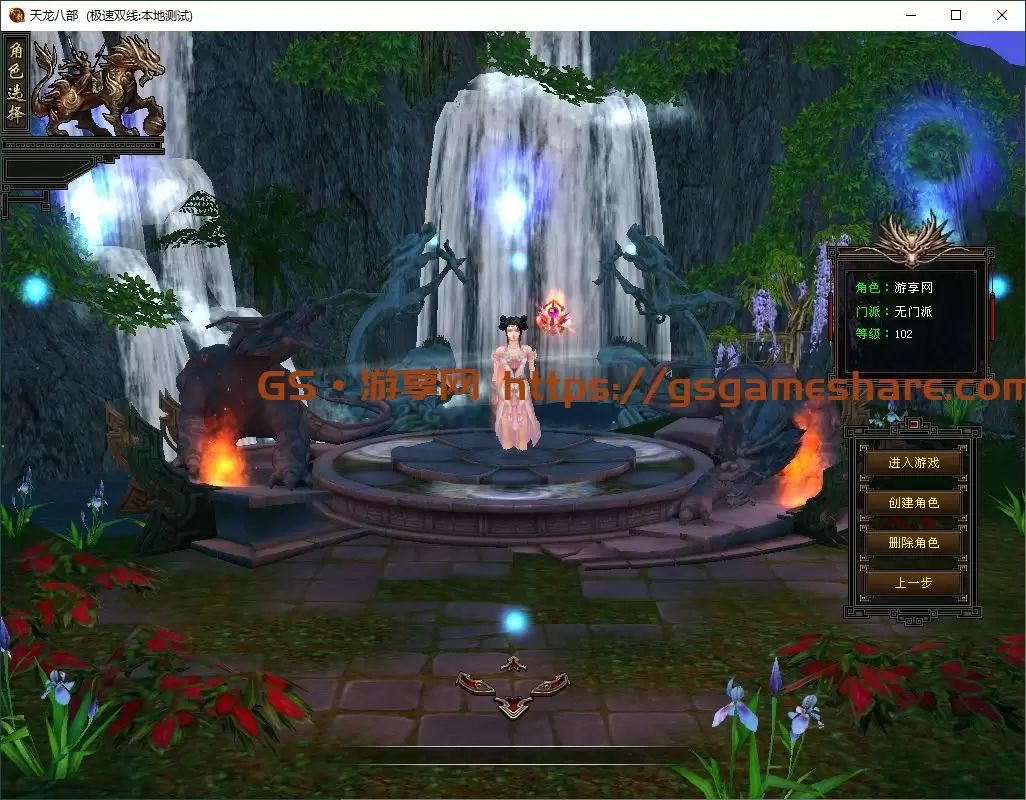 天龙八部 (极速双线:本地测试)
角色选择
角色：游享网
门派：无门派
等级：102
GS·游享网 https://gsgameshare.com
进入游戏
创建角色
删除角色
上一步